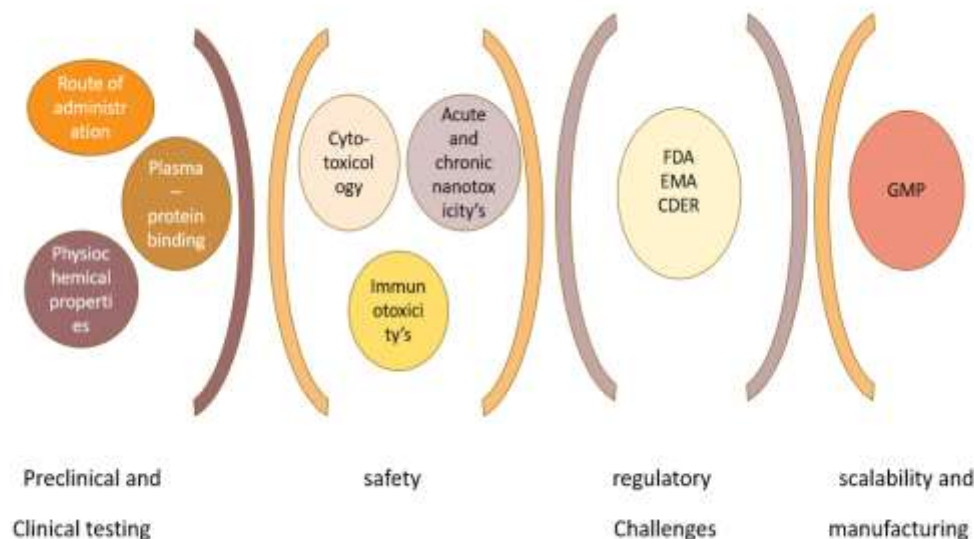 Route of
administr
ation
Plasma
–
protein
binding
Physioc
hemical
properti
es
Cyto-
toxicol
ogy
Acute
and
chronic
nanotox
icity's
Immun
otoxici
ty's
FDA
EMA
CDER
GMP
Preclinical and
Clinical testing
safety
regulatory
Challenges
scalability and
manufacturing